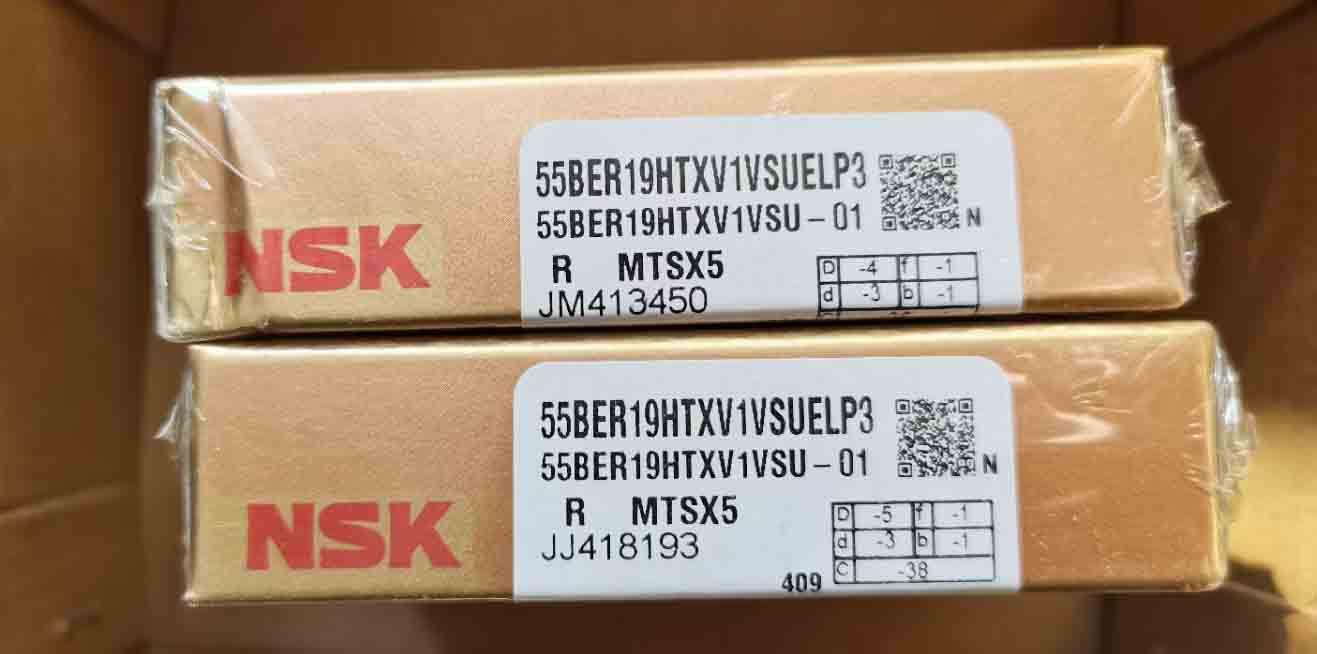 NSK
55BER19HTXV1VSUELP3
55BER19HTXV1VSU-01
N
R MTSX5
JM413450
D -4 f -1
d -3 b -1
NSK
55BER19HTXV1VSUELP3
55BER19HTXV1VSU-01
N
R MTSX5
JJ418193
D -5 f -1
d -3 b -1
C -38
409